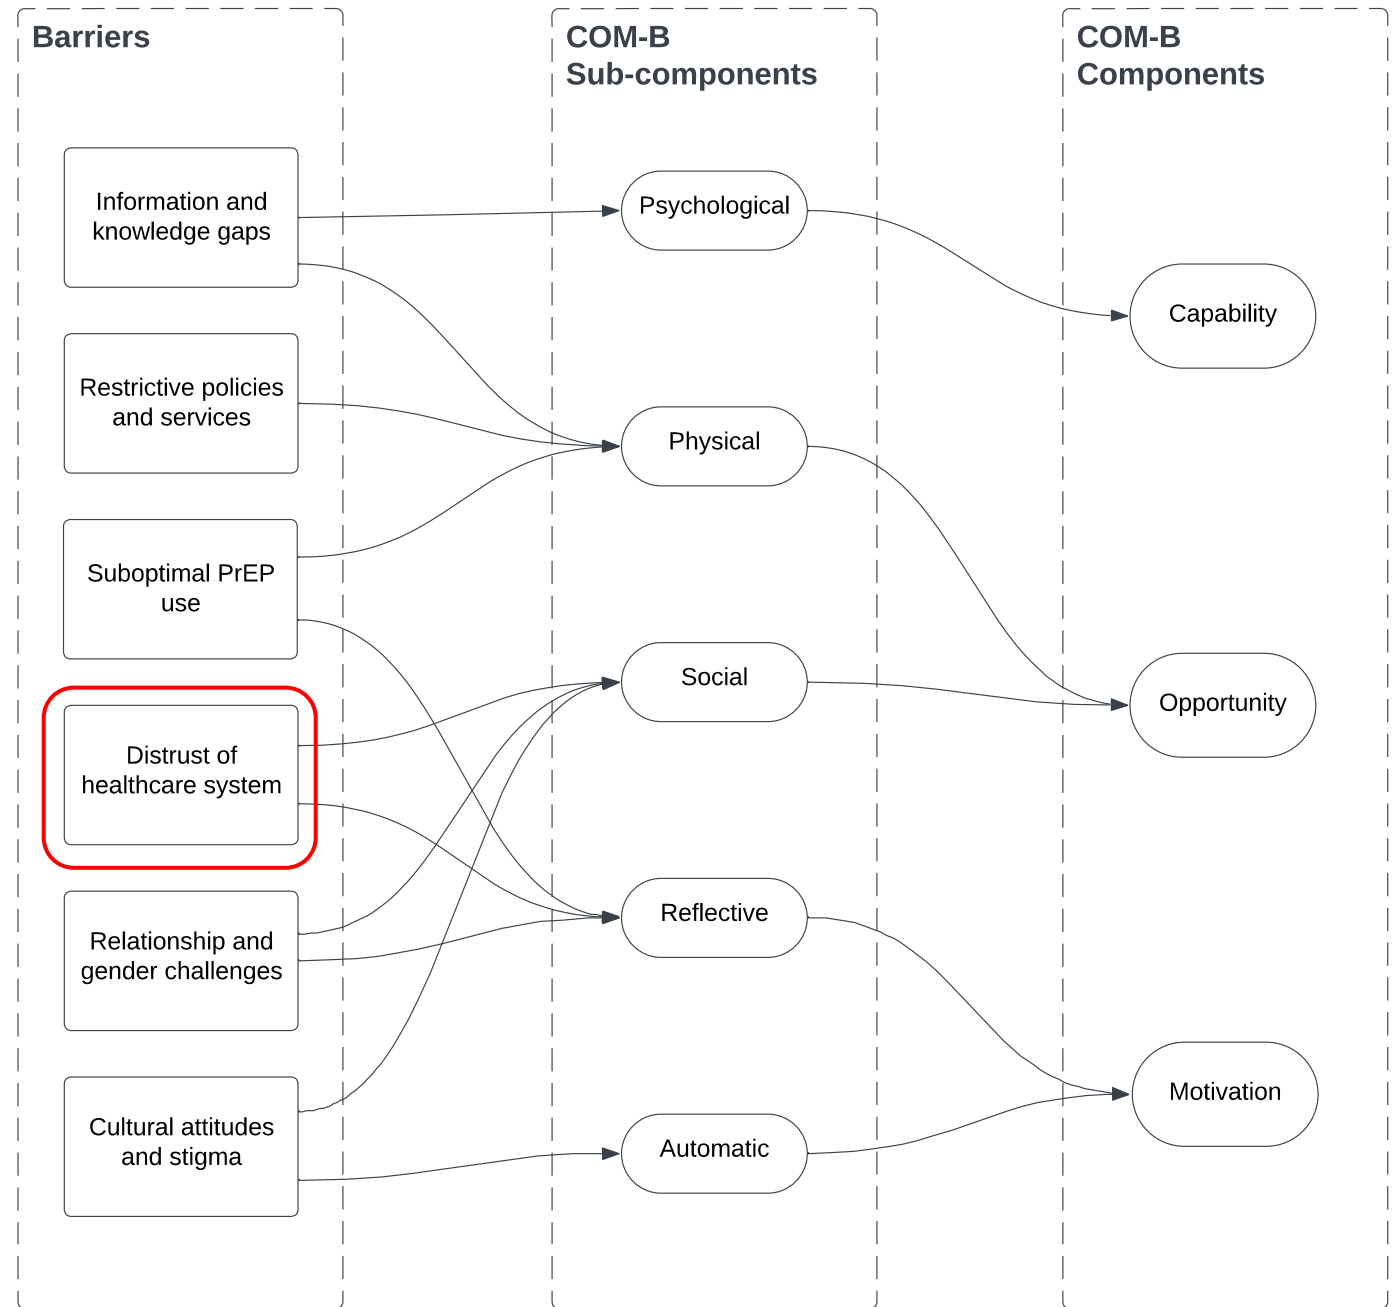 Barriers
Information and
knowledge gaps
Restrictive policies
and services
Suboptimal PrEP
use
Distrust of
healthcare system
Relationship and
gender challenges
Cultural attitudes
and stigma
COM-B
Sub-components
Psychological
Physical
Social
Reflective
Automatic
COM-B
Components
Capability
Opportunity
Motivation